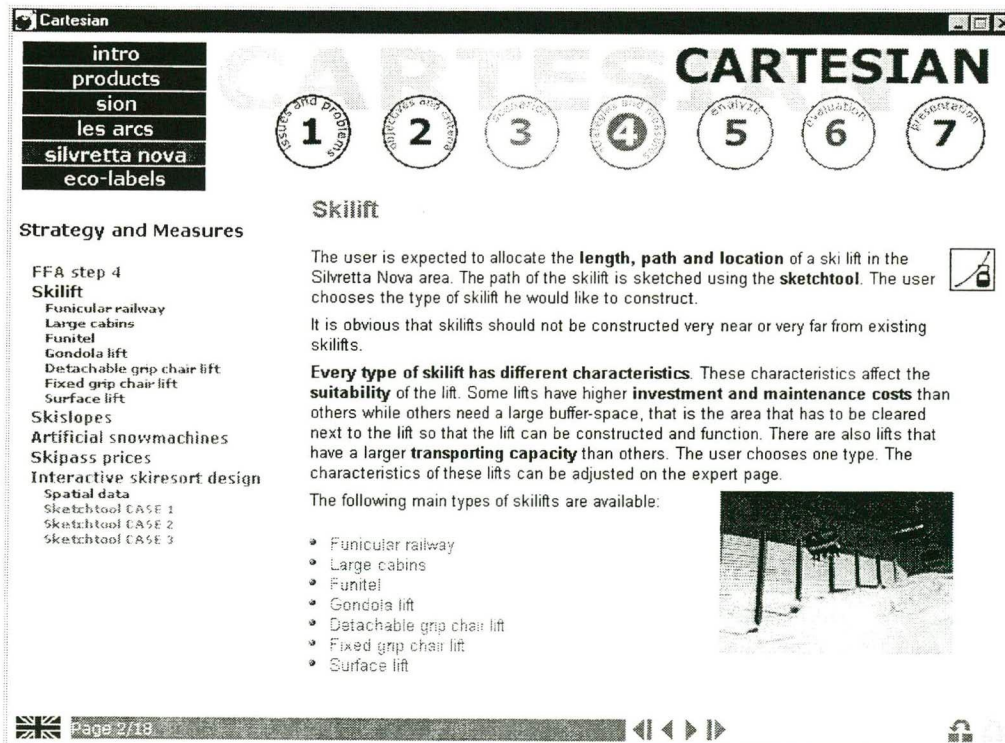 Cartesian
intro
products
sion
les arcs
silvretta nova
eco-labels
CARTESIAN
CARTESIAN
issues and problems
1
objectives and criteria
2
scenarios
3
strategies and measures
4
analyze
5
evaluation
6
presentation
7
Strategy and Measures
FFA step 4
Skilift
Funicular railway
Large cabins
Funitel
Gondola lift
Detachable grip chair lift
Fixed grip chair lift
Surface lift
Skislopes
Artificial snowmachines
Skipass prices
Interactive skiresort design
Spatial data
Sketchtool CASE 1
Sketchtool CASE 2
Sketchtool CASE 3
Skilift
The user is expected to allocate the length, path and location of a ski lift in the
Silvretta Nova area. The path of the skilift is sketched using the sketchtool. The user
chooses the type of skilift he would like to construct.
It is obvious that skilifts should not be constructed very near or very far from existing
skilifts.
Every type of skilift has different characteristics. These characteristics affect the
suitability of the lift. Some lifts have higher investment and maintenance costs than
others while others need a large buffer-space, that is the area that has to be cleared
next to the lift so that the lift can be constructed and function. There are also lifts that
have a larger transporting capacity than others. The user chooses one type. The
characteristics of these lifts can be adjusted on the expert page.
The following main types of skilifts are available:
Funicular railway
Large cabins
Funitel
Gondola lift
Detachable grip chair lift
Fixed grip chair lift
Surface lift
Page 2/18